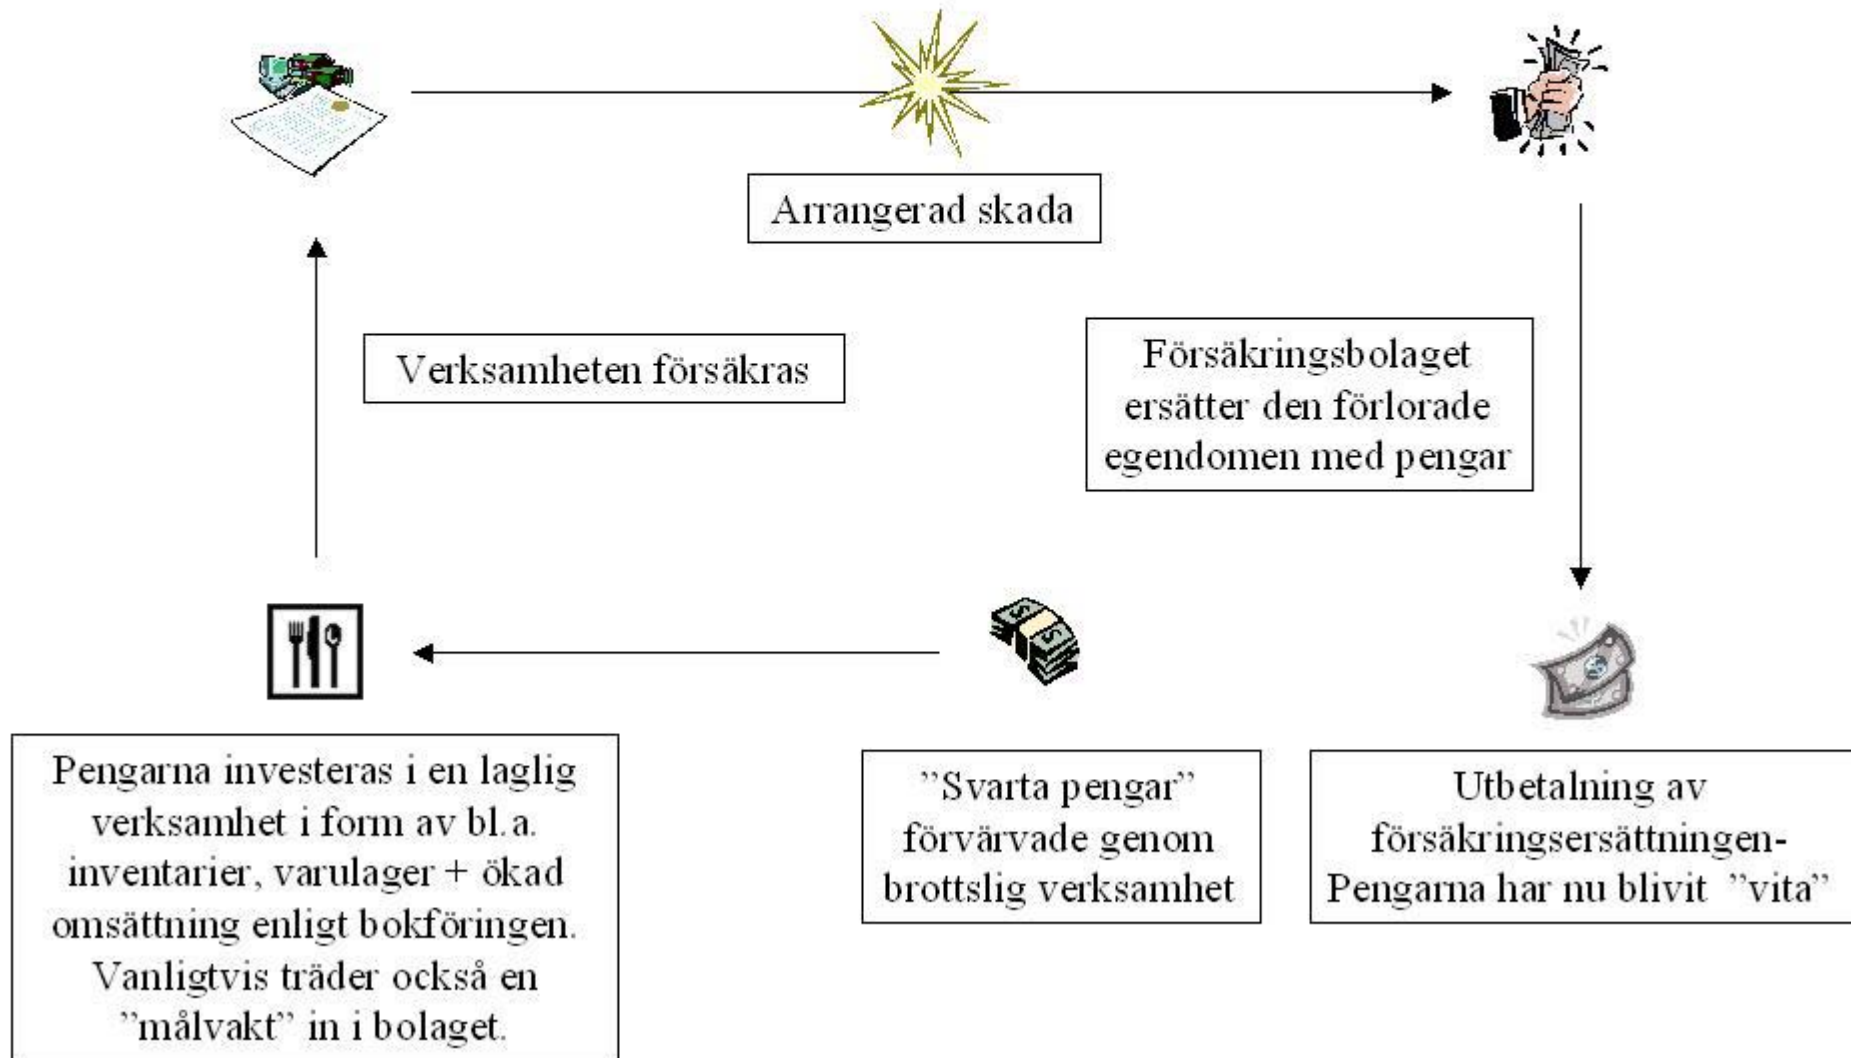 Arrangerad skada
Verksamheten försäkras
Försäkringsbolaget
ersätter den förlorade
egendomen med pengar
Pengarna investeras i en laglig
verksamhet i form av bl.a.
inventarier, varulager + ökad
omsättning enligt bokföringen.
Vanligtvis träder också en
”målvakt” in i bolaget.
”Svarta pengar”
förvärvade genom
brottslig verksamhet
Utbetalning av
försäkringsersättningen-
Pengarna har nu blivit ”vita”